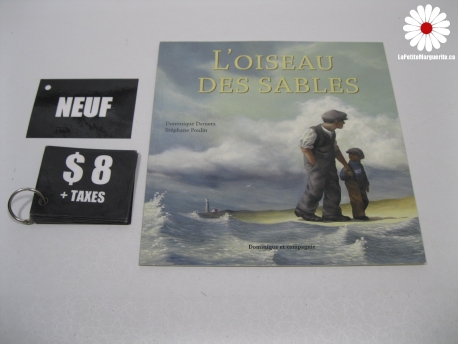 LaPetiteMarguerite.ca
NEUF
$ 8
+ TAXES
L'OISEAU
DES SABLES
Dominique Demers
Stéphane Poulin
Dominique et compagnie